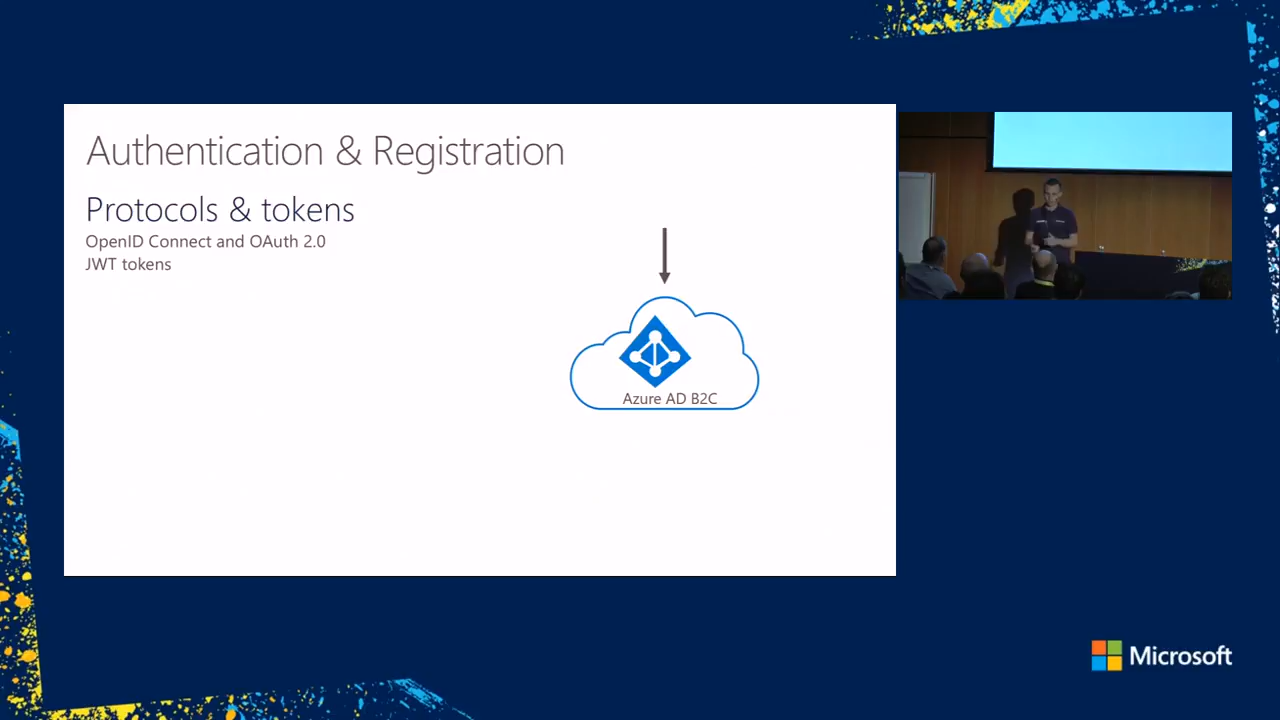 Authentication & Registration
Protocols & tokens
OpenID Connect and OAuth 2.0
JWT tokens
Azure AD B2C
Microsoft